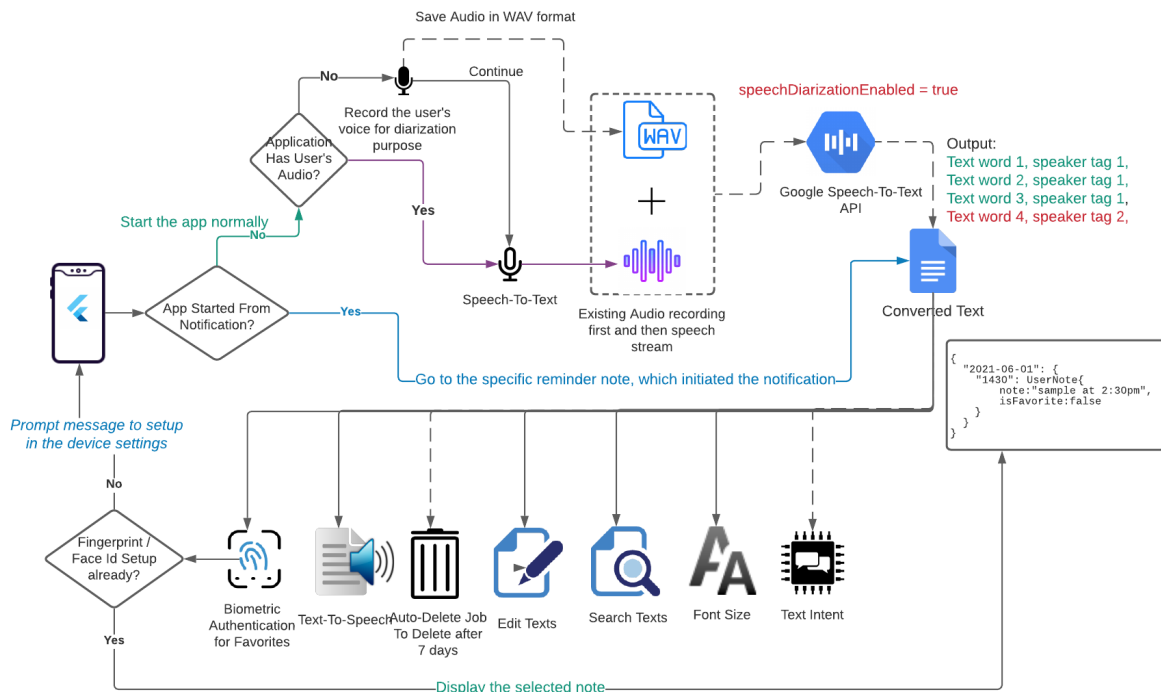 Save Audio in WAV format
No
Continue
speechDiarizationEnabled = true
Record the user's
voice for diarization
purpose
WAV
Application
Has User's
Audio?
Output:
Text word 1, speaker tag 1,
Text word 2, speaker tag 1,
Text word 3, speaker tag 1,
Text word 4, speaker tag 2,
Google Speech-To-Text
API
+
Yes
Start the app normally
No
Speech-To-Text
App Started From
Notification?
Yes
Existing Audio recording
first and then speech
stream
Converted Text
Go to the specific reminder note, which initiated the notification
{
"2021-06-01": {
"1430": UserNote{
note:"sample at 2:30pm",
isFavorite:false
}
}
}
Prompt message to setup
in the device settings
No
Fingerprint /
Face Id Setup
already?
Yes
Biometric
Authentication
for Favorites
Text-To-Speech
Auto-Delete Job
To Delete after
7 days
Edit Texts
Search Texts
AA
Font Size
Text Intent
Display the selected note